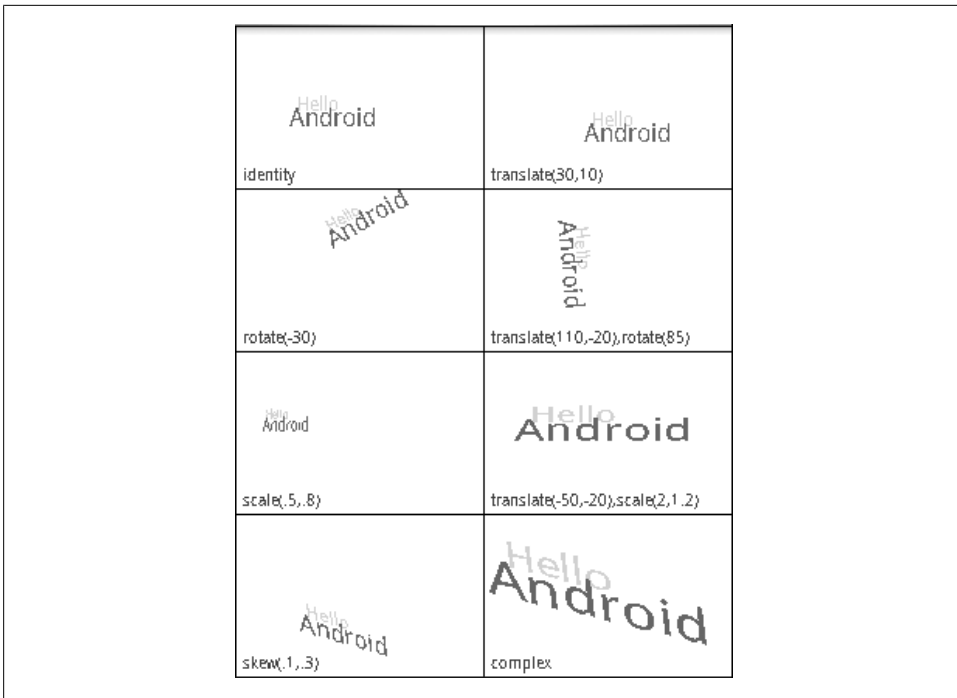 Hello
Android
identity
Hello
Android
translate(30,10)
Hello
Android
rotate(-30)
Hello
Android
translate(110,-20),rotate(85)
Hello
Android
scale(.5,.8)
Hello
Android
translate(-50,-20),scale(2,1.2)
Hello
Android
skew(.1,.3)
Hello
Android
complex